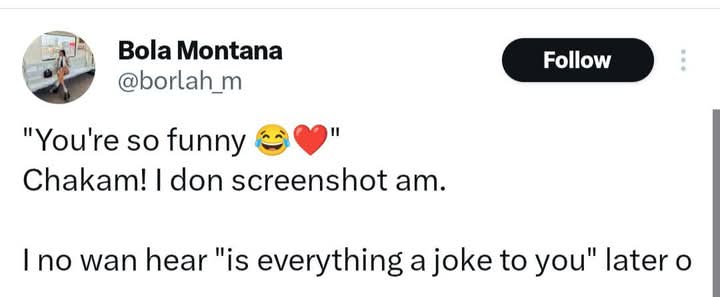 Bola Montana
Follow
@borlah_m
"You're so funny 😂❤️"
Chakam! I don screenshot am.
I no wan hear "is everything a joke to you" later o